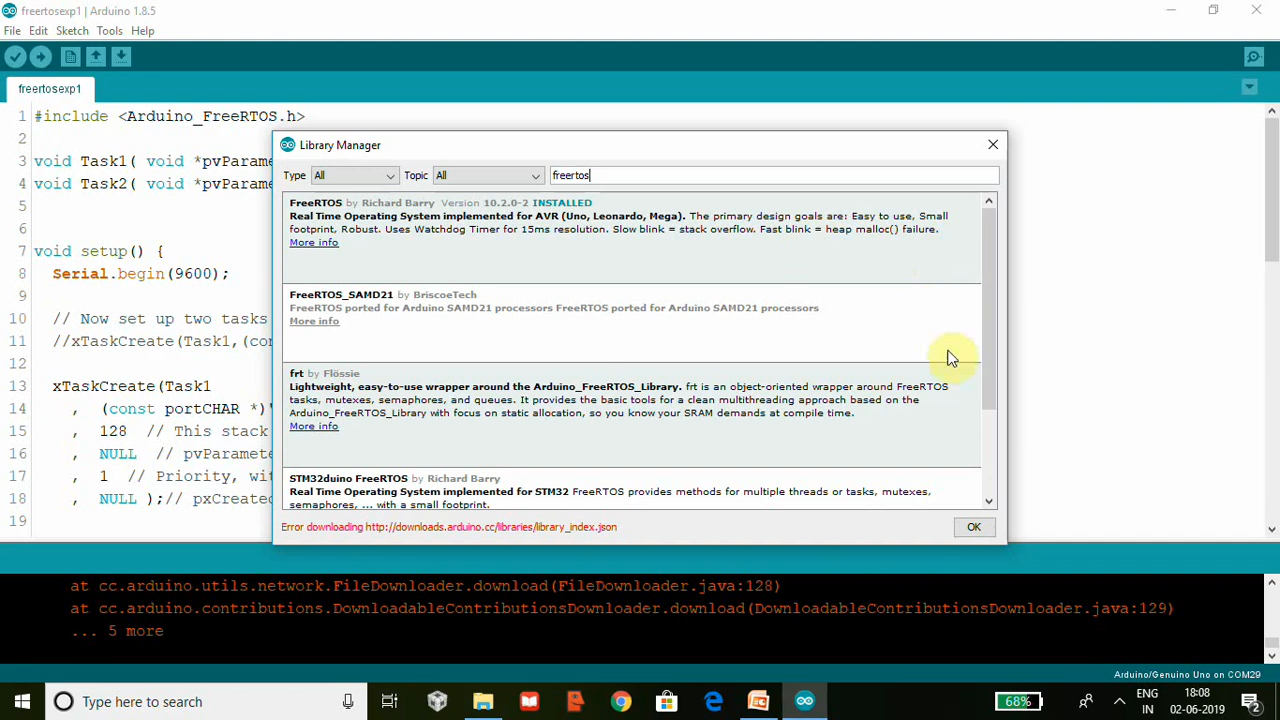 freertosexp1 | Arduino 1.8.5
File Edit Sketch Tools Help
freertosexp1
1 #include <Arduino_FreeRTOS.h>
2
3 void Task1( void *pvParame
4 void Task2( void *pvParame
5
6
7 void setup() {
8 Serial.begin(9600);
9
10 // Now set up two tasks
11 //xTaskCreate(Task1,(con
12
13 xTaskCreate(Task1
14 , (const portCHAR *)'
15 , 128 // This stack
16 , NULL // pvParamete
17 , 1 // Priority, wit
18 , NULL );// pxCreated
19
Library Manager
Type All Topic All freertos
FreeRTOS by Richard Barry Version 10.2.0-2 INSTALLED
Real Time Operating System implemented for AVR (Uno, Leonardo, Mega). The primary design goals are: Easy to use, Small
footprint, Robust. Uses Watchdog Timer for 15ms resolution. Slow blink = stack overflow. Fast blink = heap malloc() failure.
More info
FreeRTOS_SAMD21 by BriscoeTech
FreeRTOS ported for Arduino SAMD21 processors FreeRTOS ported for Arduino SAMD21 processors
More info
frt by Flössie
Lightweight, easy-to-use wrapper around the Arduino_FreeRTOS_Library. frt is an object-oriented wrapper around FreeRTOS
tasks, mutexes, semaphores, and queues. It provides the basic tools for a clean multithreading approach based on the
Arduino_FreeRTOS_Library with focus on static allocation, so you know your SRAM demands at compile time.
More info
STM32duino FreeRTOS by Richard Barry
Real Time Operating System implemented for STM32 FreeRTOS provides methods for multiple threads or tasks, mutexes,
semaphores, ... with a small footprint.
Error downloading http://downloads.arduino.cc/libraries/library_index.json
OK
at cc.arduino.utils.network.FileDownloader.download(FileDownloader.java:128)
at cc.arduino.contributions.DownloadableContributionsDownloader.download(DownloadableContributionsDownloader.java:129)
... 5 more
Arduino/Genuino Uno on COM29
Type here to search
68%
ENG
IN
18:08
02-06-2019
2